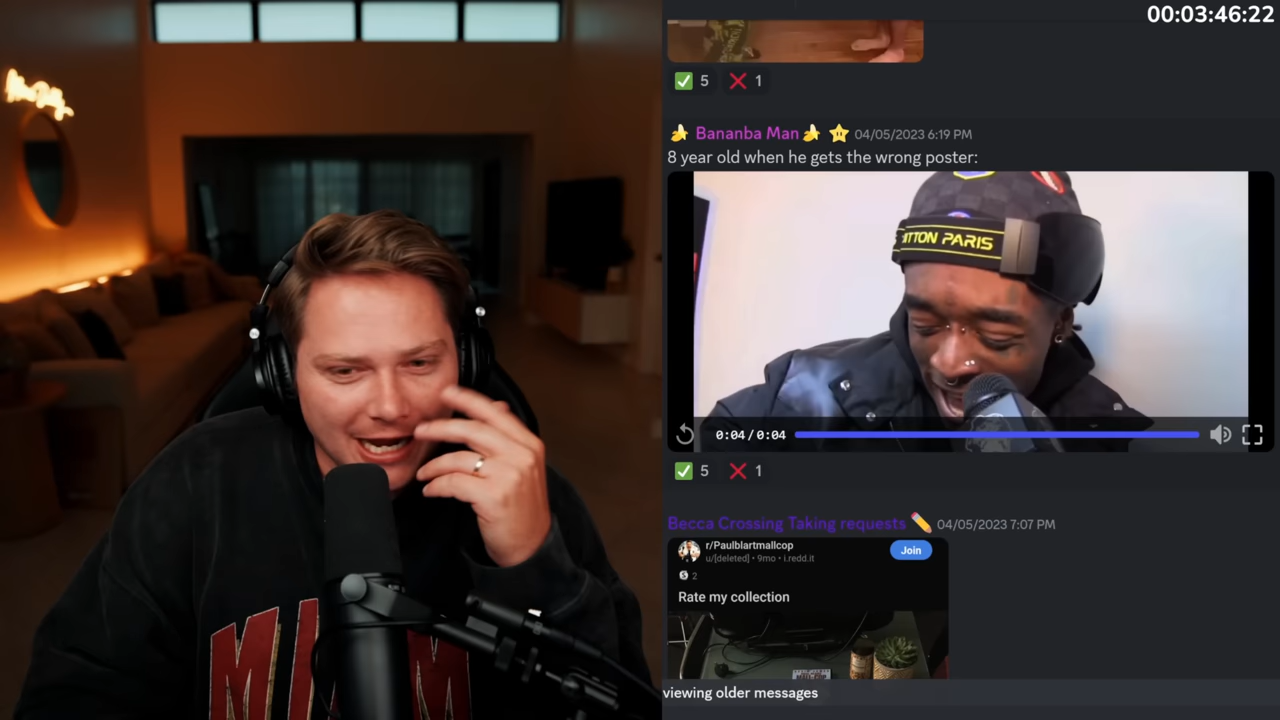 00:03:46:22
5 1
Bananba Man 04/05/2023 6:19 PM
8 year old when he gets the wrong poster:
ITTON PARIS
0:04 / 0:04
5 1
Becca Crossing Taking requests 04/05/2023 7:07 PM
r/Paulblartmallcop
u/[deleted] • 9mo • i.redd.it
Join
2
Rate my collection
viewing older messages